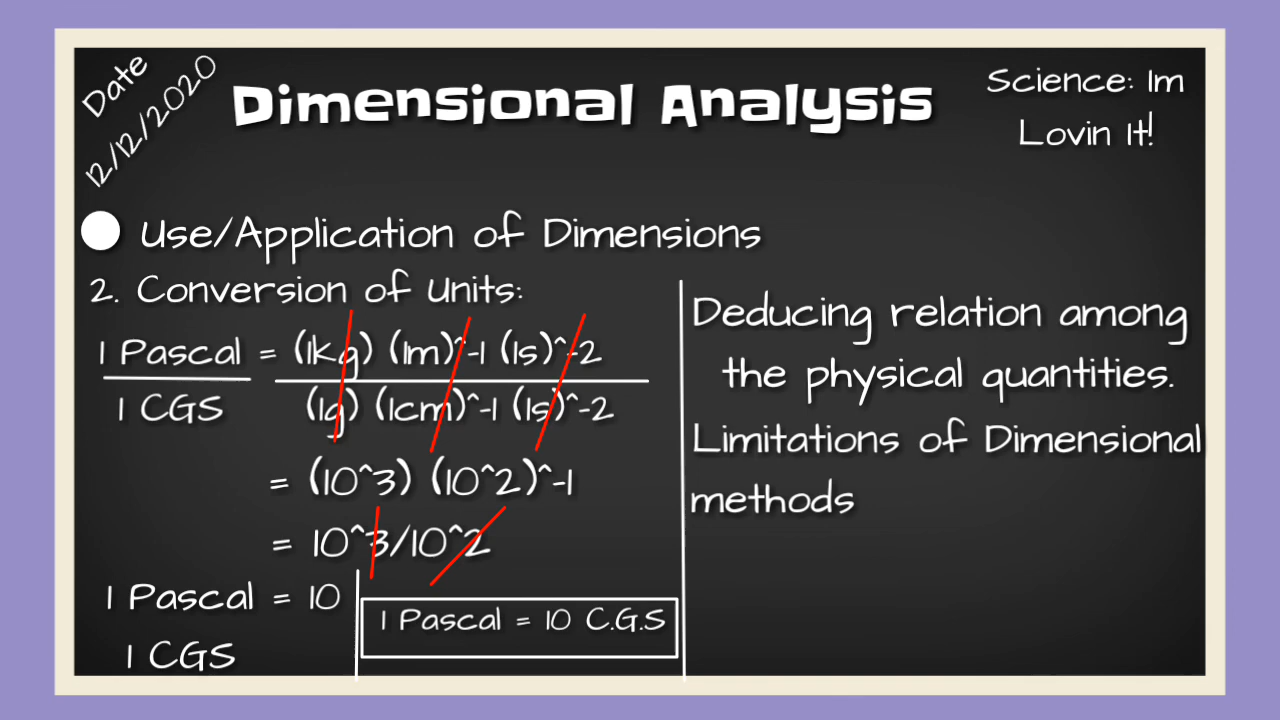 Date
12/12/2020
Dimensional Analysis
Science: Im
Lovin It!
Use/Application of Dimensions
2. Conversion of Units:
1 Pascal = (1kg) (1m)^-1 (1s)^-2
1 CGS (1g) (1cm)^-1 (1s)^-2
= (10^3) (10^2)^-1
= 10^3/10^2
1 Pascal = 10
1 CGS
1 Pascal = 10 C.G.S
Deducing relation among
the physical quantities.
Limitations of Dimensional
methods